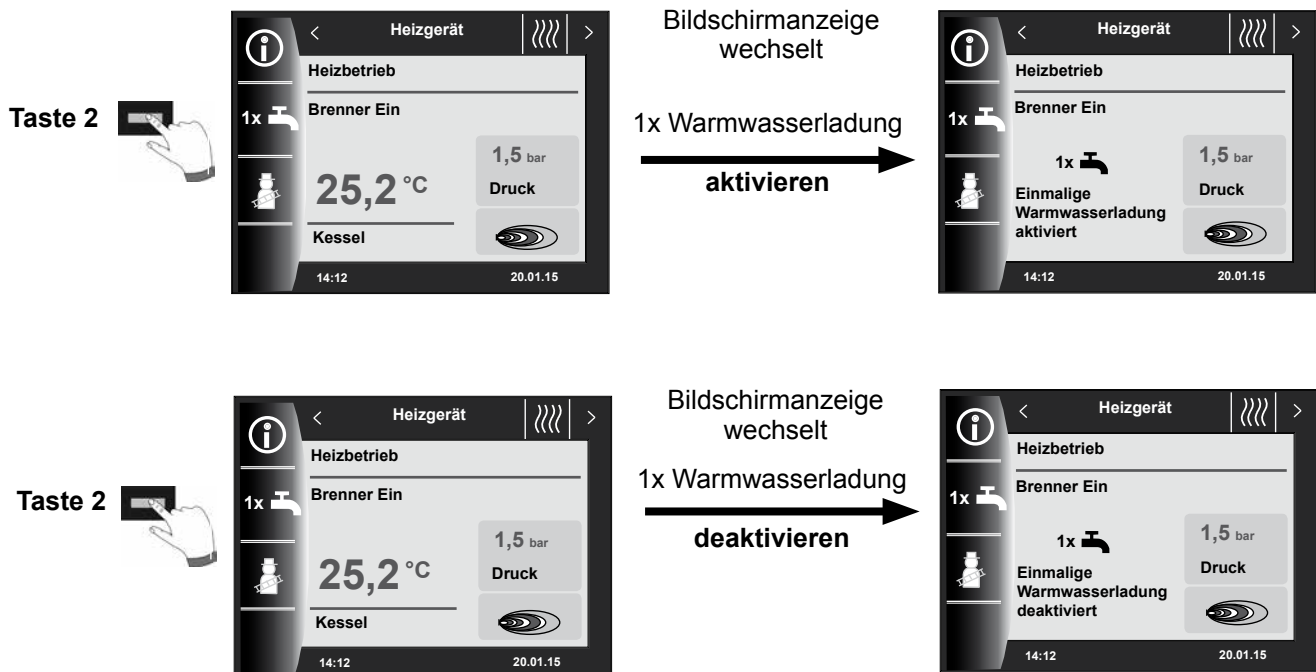 Taste 2
Heizgerät
Heizbetrieb
1x
Brenner Ein
1,5 bar
25,2 °C
Druck
Kessel
14:12
20.01.15
Bildschirmanzeige
wechselt
1x Warmwasserladung
aktivieren
Heizgerät
Heizbetrieb
1x
Brenner Ein
1x
1,5 bar
Einmalige
Warmwasserladung
aktiviert
Druck
14:12
20.01.15
Taste 2
Heizgerät
Heizbetrieb
1x
Brenner Ein
1,5 bar
25,2 °C
Druck
Kessel
14:12
20.01.15
Bildschirmanzeige
wechselt
1x Warmwasserladung
deaktivieren
Heizgerät
Heizbetrieb
1x
Brenner Ein
1x
1,5 bar
Einmalige
Warmwasserladung
deaktiviert
Druck
14:12
20.01.15